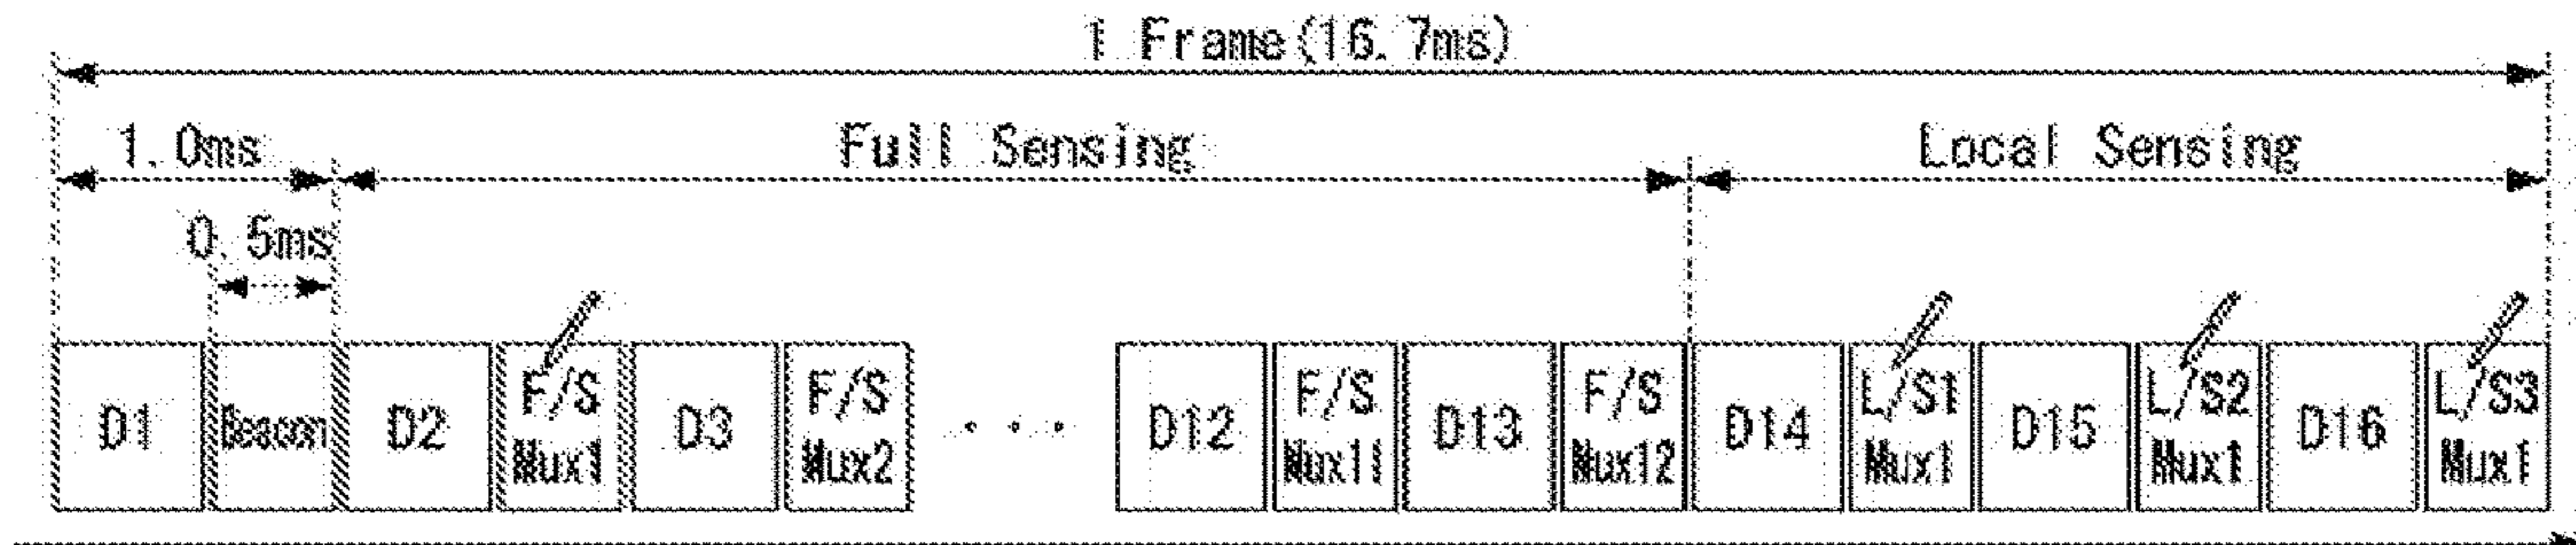 1 Frame(16.7ms)
1.0ms Full Sensing Local Sensing
0.5ms
D1 Beacon D2 F/S Mux1 D3 F/S Mux2 ... D12 F/S Mux11 D13 F/S Mux12 D14 L/S1 Mux1 D15 L/S2 Mux1 D16 L/S3 Mux1